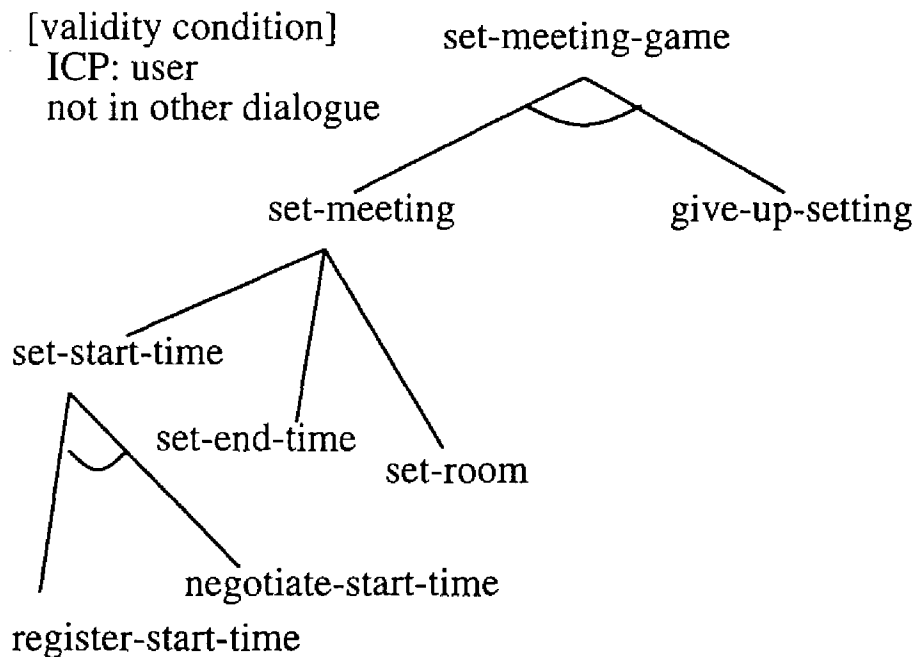 [validity condition]
ICP: user
not in other dialogue
set-meeting-game
set-meeting
give-up-setting
set-start-time
set-end-time
set-room
negotiate-start-time
register-start-time